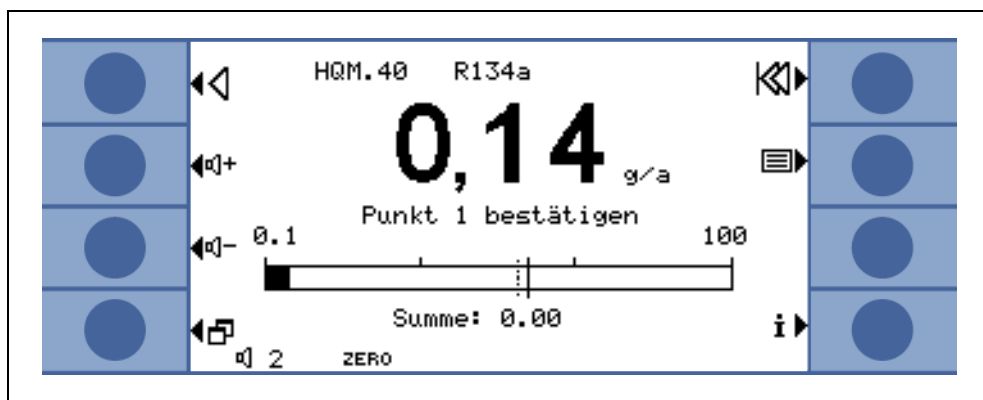 HQM.40 R134a
0,14 g/a
Punkt 1 bestätigen
0.1 100
Summe: 0.00
+
-
i
2 ZERO